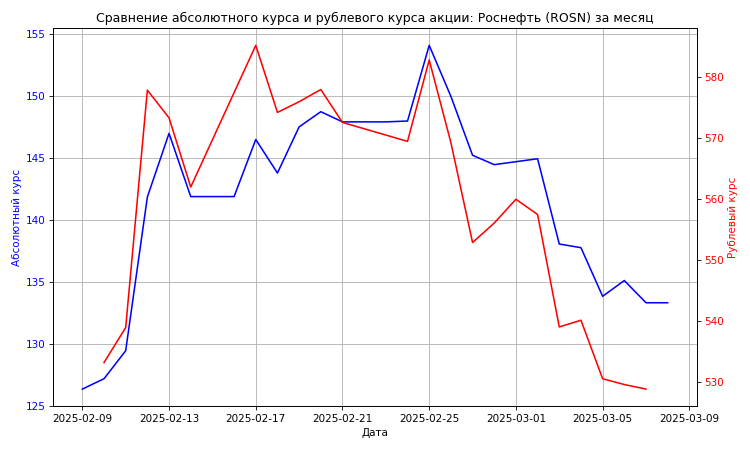 Сравнение абсолютного курса и рублевого курса акции: Роснефть (ROSN) за месяц
155
150
145
140
135
130
125
Абсолютный курс
580
570
560
550
540
530
Рублевый курс
2025-02-09 2025-02-13 2025-02-17 2025-02-21 2025-02-25 2025-03-01 2025-03-05 2025-03-09
Дата